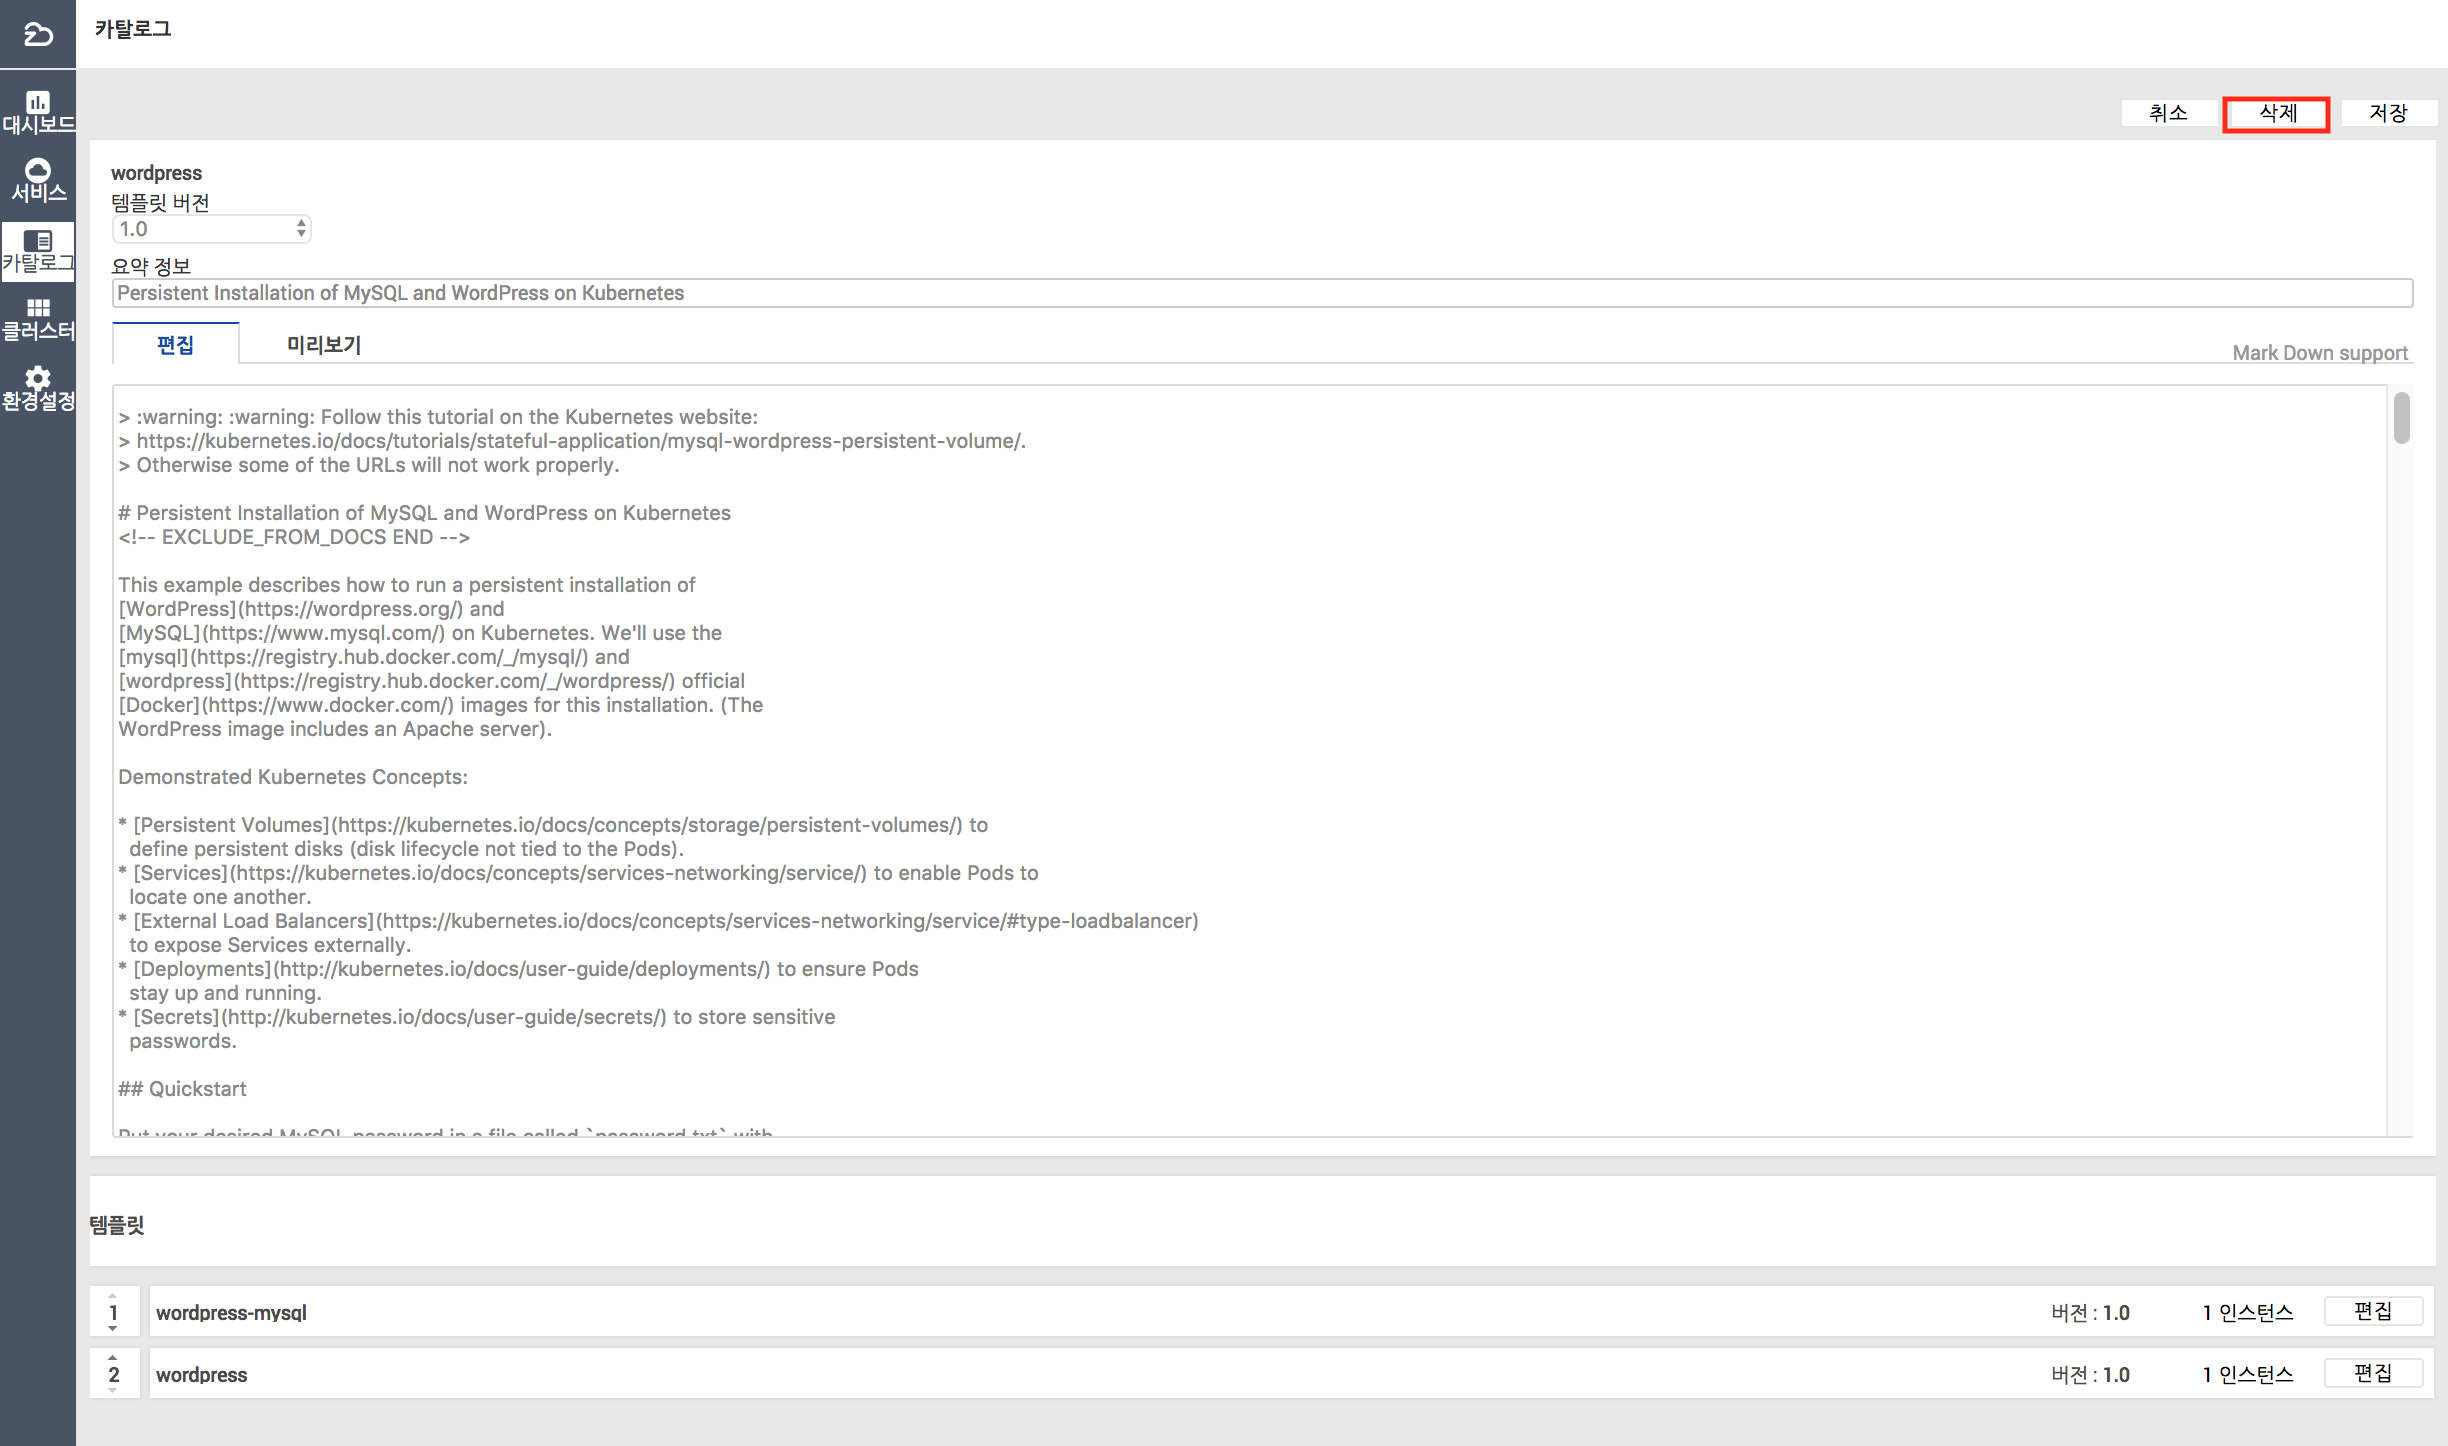 카탈로그
대시보드
서비스
카탈로그
클러스터
환경설정
취소
삭제
저장
wordpress
템플릿 버전
1.0
요약 정보
Persistent Installation of MySQL and WordPress on Kubernetes
편집
미리보기
Mark Down support
> :warning: :warning: Follow this tutorial on the Kubernetes website:
> https://kubernetes.io/docs/tutorials/stateful-application/mysql-wordpress-persistent-volume/.
> Otherwise some of the URLs will not work properly.
# Persistent Installation of MySQL and WordPress on Kubernetes
<!-- EXCLUDE_FROM_DOCS END -->
This example describes how to run a persistent installation of
[WordPress](https://wordpress.org/) and
[MySQL](https://www.mysql.com/) on Kubernetes. We'll use the
[mysql](https://registry.hub.docker.com/_/mysql/) and
[wordpress](https://registry.hub.docker.com/_/wordpress/) official
[Docker](https://www.docker.com/) images for this installation. (The
WordPress image includes an Apache server).
Demonstrated Kubernetes Concepts:
* [Persistent Volumes](https://kubernetes.io/docs/concepts/storage/persistent-volumes/) to
define persistent disks (disk lifecycle not tied to the Pods).
* [Services](https://kubernetes.io/docs/concepts/services-networking/service/) to enable Pods to
locate one another.
* [External Load Balancers](https://kubernetes.io/docs/concepts/services-networking/service/#type-loadbalancer)
to expose Services externally.
* [Deployments](http://kubernetes.io/docs/user-guide/deployments/) to ensure Pods
stay up and running.
* [Secrets](http://kubernetes.io/docs/user-guide/secrets/) to store sensitive
passwords.
## Quickstart
Put your desired MySQL password in a file called `password.txt` with
템플릿
1 wordpress-mysql 버전 : 1.0 1 인스턴스 편집
2 wordpress 버전 : 1.0 1 인스턴스 편집